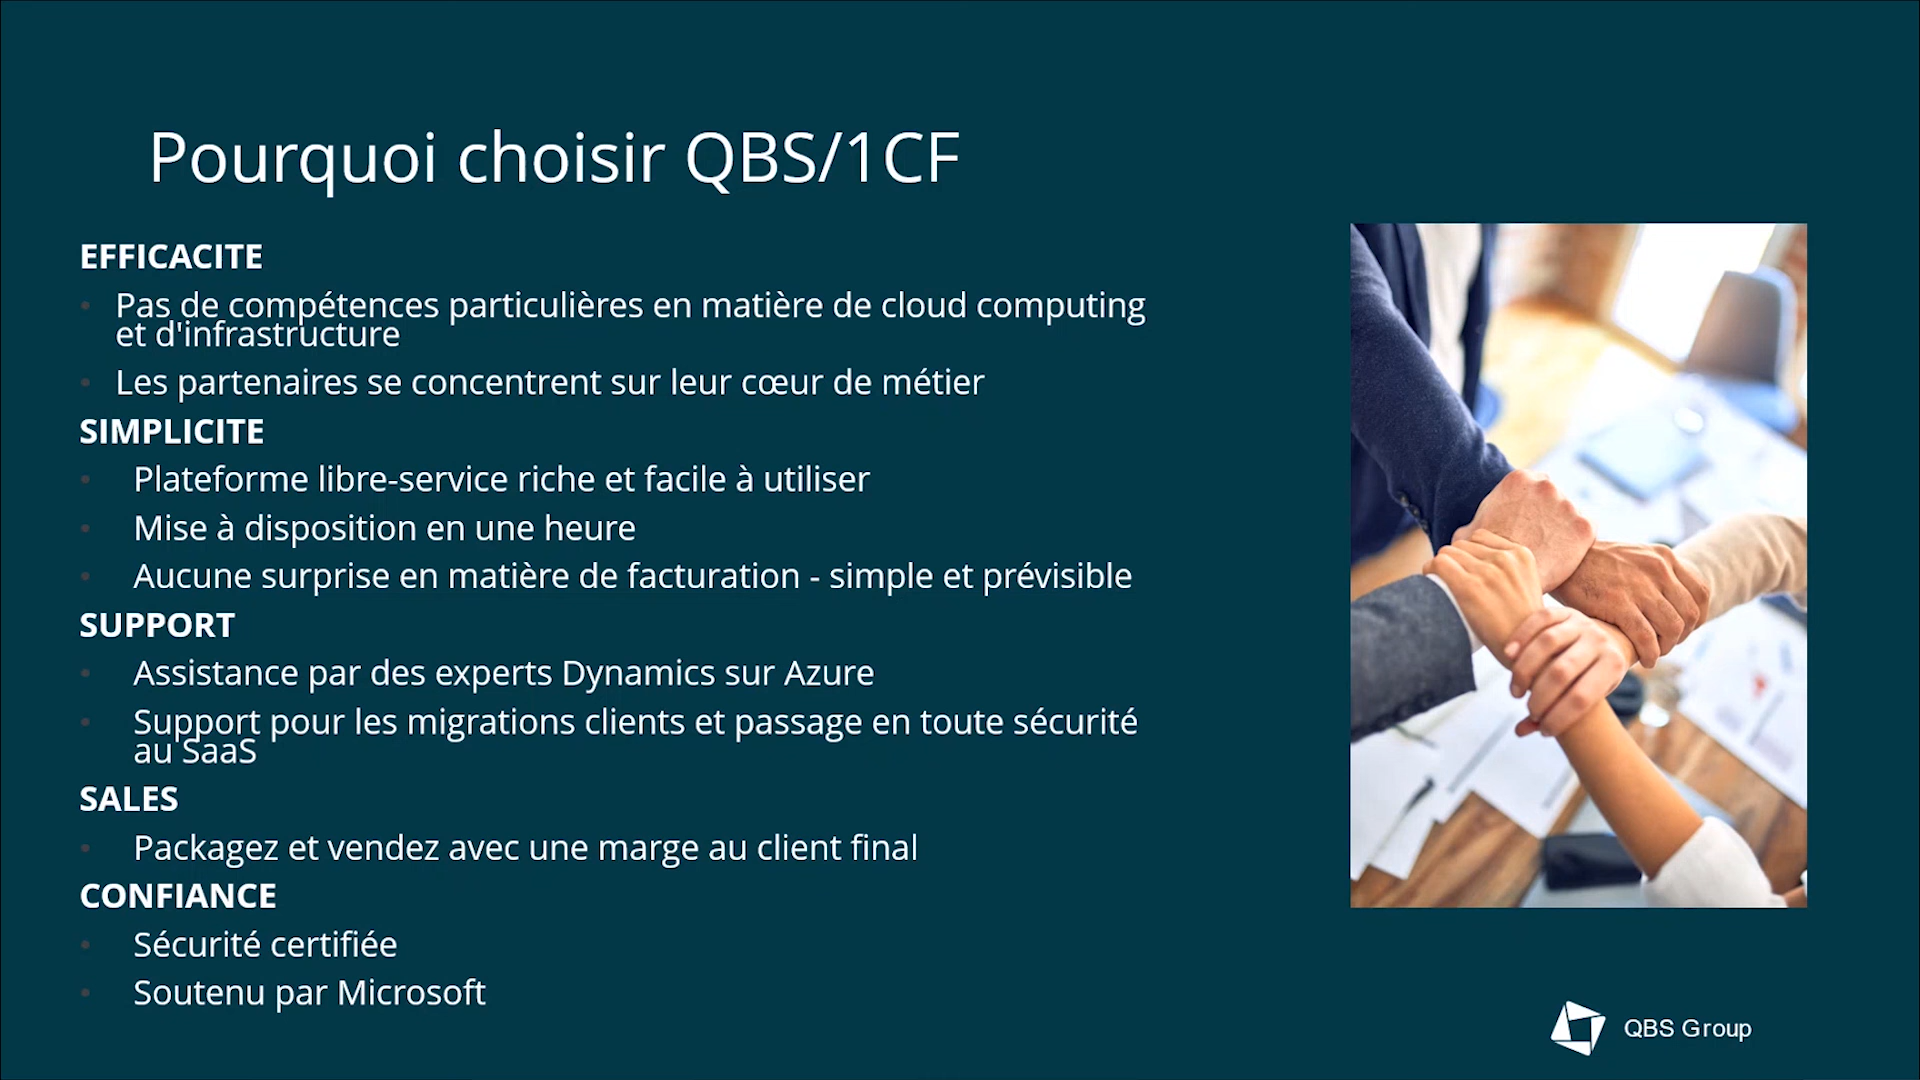 Pourquoi choisir QBS/1CF
EFFICACITE
• Pas de compétences particulières en matière de cloud computing
et d'infrastructure
• Les partenaires se concentrent sur leur cœur de métier
SIMPLICITE
• Plateforme libre-service riche et facile à utiliser
• Mise à disposition en une heure
• Aucune surprise en matière de facturation - simple et prévisible
SUPPORT
• Assistance par des experts Dynamics sur Azure
• Support pour les migrations clients et passage en toute sécurité
au SaaS
SALES
• Packagez et vendez avec une marge au client final
CONFIANCE
• Sécurité certifiée
• Soutenu par Microsoft
QBS Group